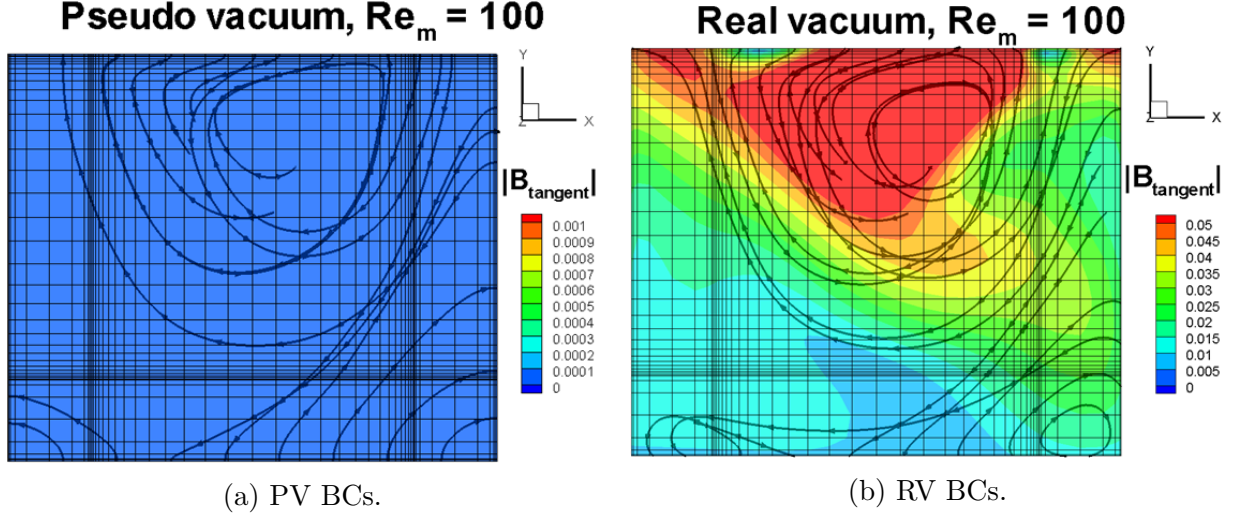 Pseudo vacuum, Re_m = 100
Y
Z
X
|B_tangent|
0.001
0.0009
0.0008
0.0007
0.0006
0.0005
0.0004
0.0003
0.0002
0.0001
0
(a) PV BCs.
Real vacuum, Re_m = 100
Y
Z
X
|B_tangent|
0.05
0.045
0.04
0.035
0.03
0.025
0.02
0.015
0.01
0.005
0
(b) RV BCs.